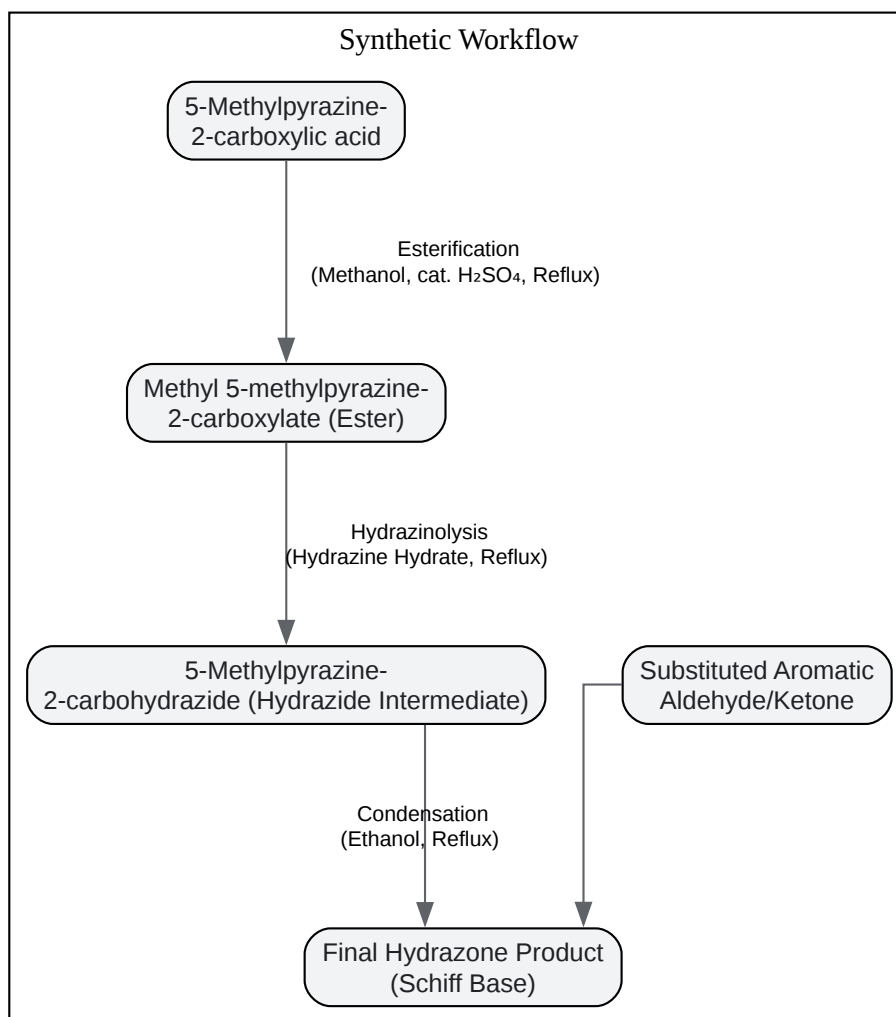 Synthetic Workflow
5-Methylpyrazine-
2-carboxylic acid
Esterification
(Methanol, cat. H₂SO₄, Reflux)
Methyl 5-methylpyrazine-
2-carboxylate (Ester)
Hydrazinolysis
(Hydrazine Hydrate, Reflux)
5-Methylpyrazine-
2-carbohydrazide (Hydrazide Intermediate)
Substituted Aromatic
Aldehyde/Ketone
Condensation
(Ethanol, Reflux)
Final Hydrazone Product
(Schiff Base)